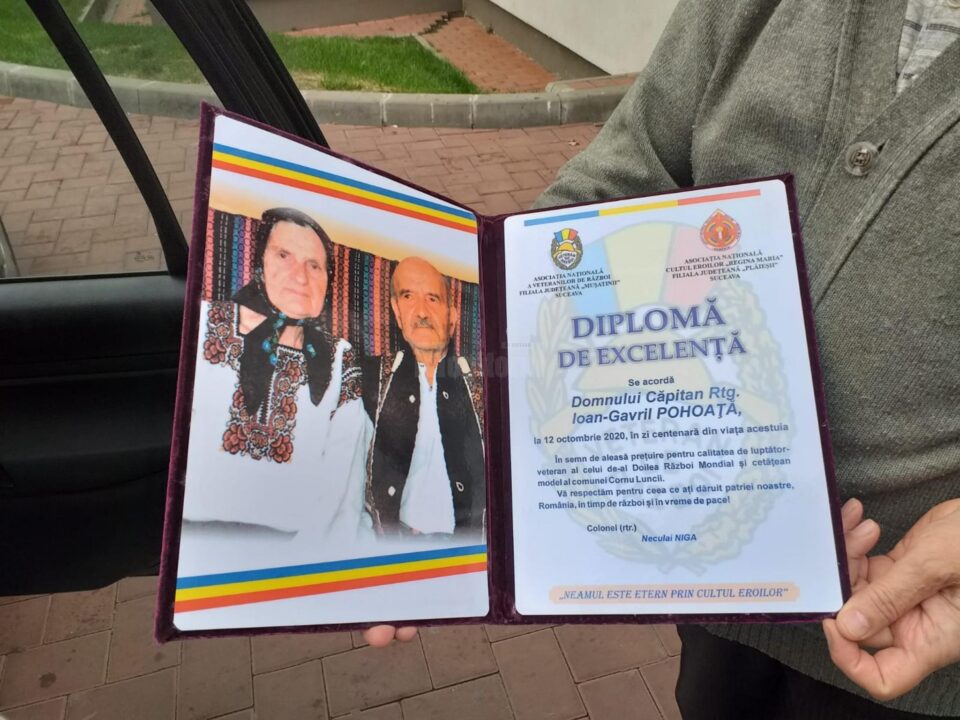 ASOCIAȚIA NAȚIONALĂ
A VETERANILOR DE RĂZBOI
FILIALA JUDEȚEANĂ „MUȘATINII”
SUCEAVA
ASOCIAȚIA NAȚIONALĂ
CULTUL EROILOR „REGINA MARIA”
FILIALA JUDEȚEANĂ „PLĂIEȘII”
SUCEAVA
DIPLOMĂ
DE EXCELENȚĂ
Se acordă
Domnului Căpitan Rtg.
Ioan-Gavril POHOAŢĂ,
la 12 octombrie 2020, în zi centenară din viața acestuia
În semn de aleasă prețuire pentru calitatea de luptător-
veteran al celui de-al Doilea Război Mondial și cetățean
model al comunei Cornu Luncii.
Vă respectăm pentru ceea ce ați dăruit patriei noastre,
România, în timp de război și în vreme de pace!
Colonel (rtr.)
Neculai NIGA
„NEAMUL ESTE ETERN PRIN CULTUL EROILOR”